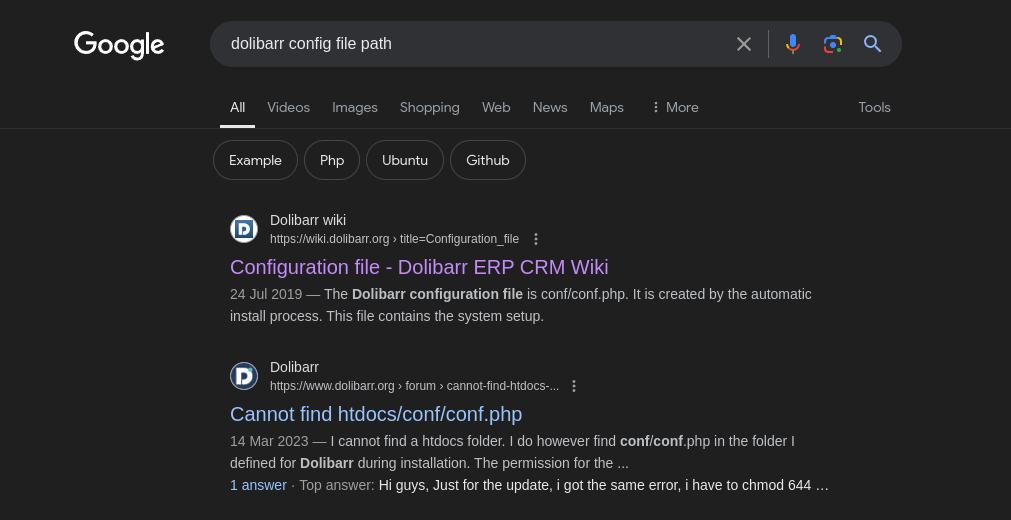 Google
dolibarr config file path
All Videos Images Shopping Web News Maps More Tools
Example Php Ubuntu Github
D
Dolibarr wiki
https://wiki.dolibarr.org › title=Configuration_file
Configuration file - Dolibarr ERP CRM Wiki
24 Jul 2019 — The Dolibarr configuration file is conf/conf.php. It is created by the automatic
install process. This file contains the system setup.
D
Dolibarr
https://www.dolibarr.org › forum › cannot-find-htdocs-...
Cannot find htdocs/conf/conf.php
14 Mar 2023 — I cannot find a htdocs folder. I do however find conf/conf.php in the folder I
defined for Dolibarr during installation. The permission for the ...
1 answer · Top answer: Hi guys, Just for the update, i got the same error, i have to chmod 644 …